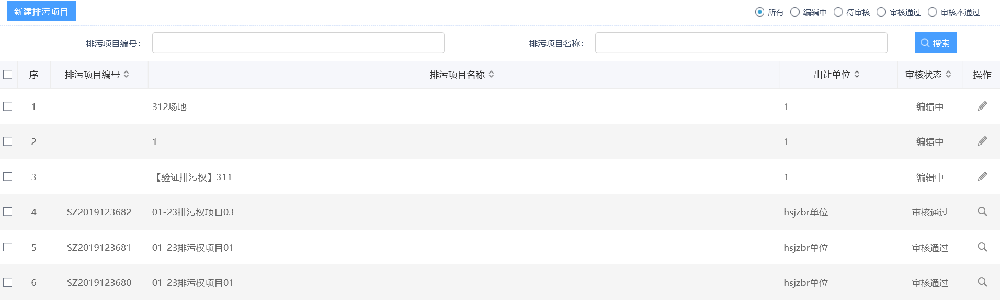 新建排污项目 所有 编辑中 待审核 审核通过 审核不通过
排污项目编号: 排污项目名称: 搜索
序 排污项目编号 排污项目名称 出让单位 审核状态 操作
1 312场地 1 编辑中
2 1 1 编辑中
3 【验证排污权】311 1 编辑中
4 SZ2019123682 01-23排污权项目03 hsjzbr单位 审核通过
5 SZ2019123681 01-23排污权项目01 hsjzbr单位 审核通过
6 SZ2019123680 01-23排污权项目01 hsjzbr单位 审核通过